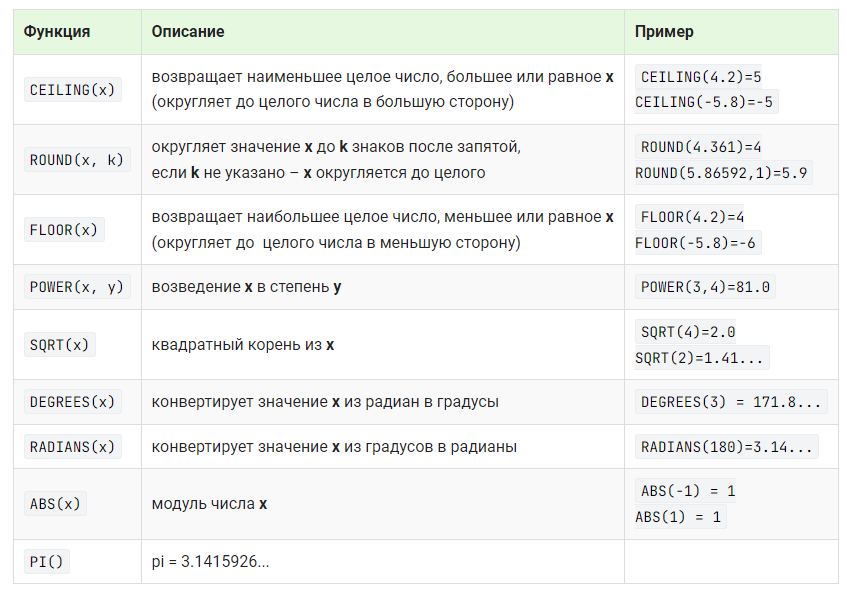 Функция Описание Пример
CEILING(x) возвращает наименьшее целое число, большее или равное x CEILING(4.2)=5
(округляет до целого числа в большую сторону) CEILING(-5.8)=-5
ROUND(x, k) округляет значение x до k знаков после запятой, ROUND(4.361)=4
если k не указано – x округляется до целого ROUND(5.86592,1)=5.9
FLOOR(x) возвращает наибольшее целое число, меньшее или равное x FLOOR(4.2)=4
(округляет до целого числа в меньшую сторону) FLOOR(-5.8)=-6
POWER(x, y) возведение x в степень y POWER(3,4)=81.0
SQRT(x) квадратный корень из x SQRT(4)=2.0
SQRT(2)=1.41...
DEGREES(x) конвертирует значение x из радиан в градусы DEGREES(3) = 171.8...
RADIANS(x) конвертирует значение x из градусов в радианы RADIANS(180)=3.14...
ABS(x) модуль числа x ABS(-1) = 1
ABS(1) = 1
PI() pi = 3.1415926...